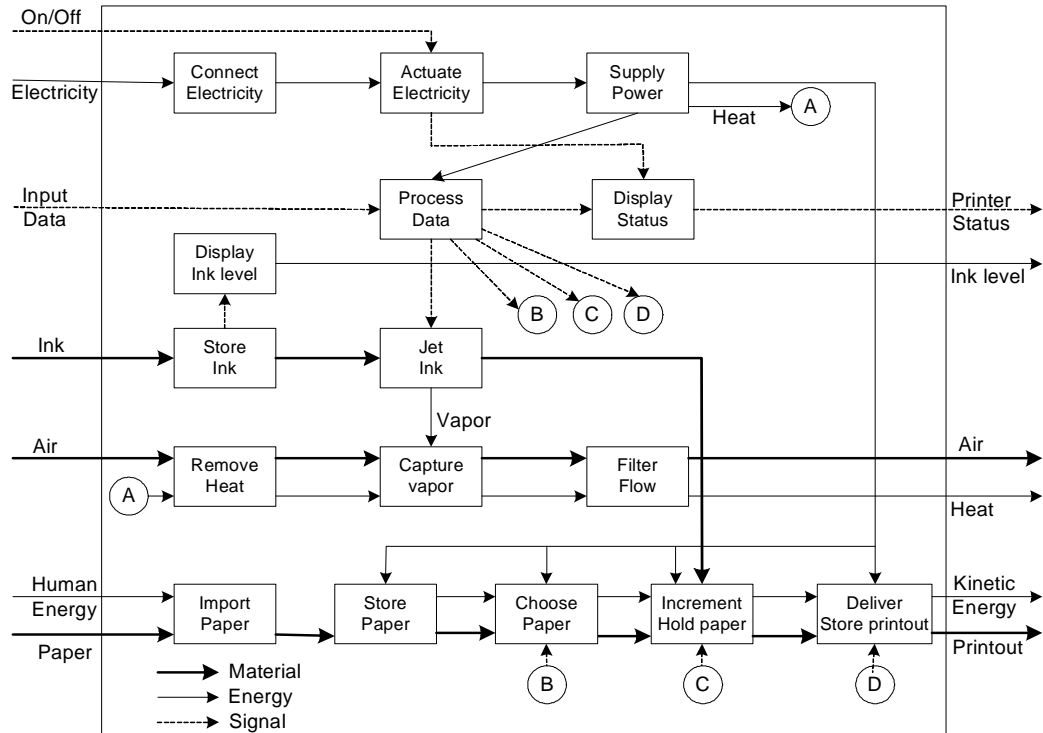 On/Off
Electricity
Connect
Electricity
Actuate
Electricity
Supply
Power
Heat
A
Input
Data
Process
Data
Display
Status
Printer
Status
Display
Ink level
Ink level
B
C
D
Ink
Store
Ink
Jet
Ink
Vapor
Air
Remove
Heat
Capture
vapor
Filter
Flow
Air
A
Heat
Human
Energy
Paper
Import
Paper
Store
Paper
Choose
Paper
Increment
Hold paper
Deliver
Store printout
Kinetic
Energy
Printout
B
C
D
Material
Energy
Signal